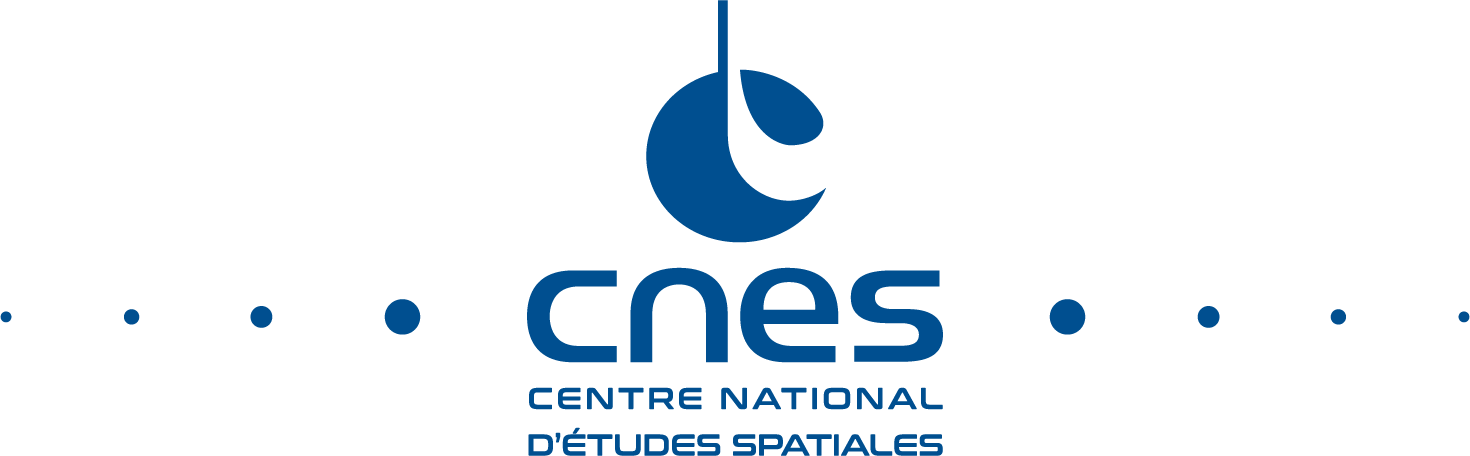 cnes
CENTRE NATIONAL
D'ÉTUDES SPATIALES